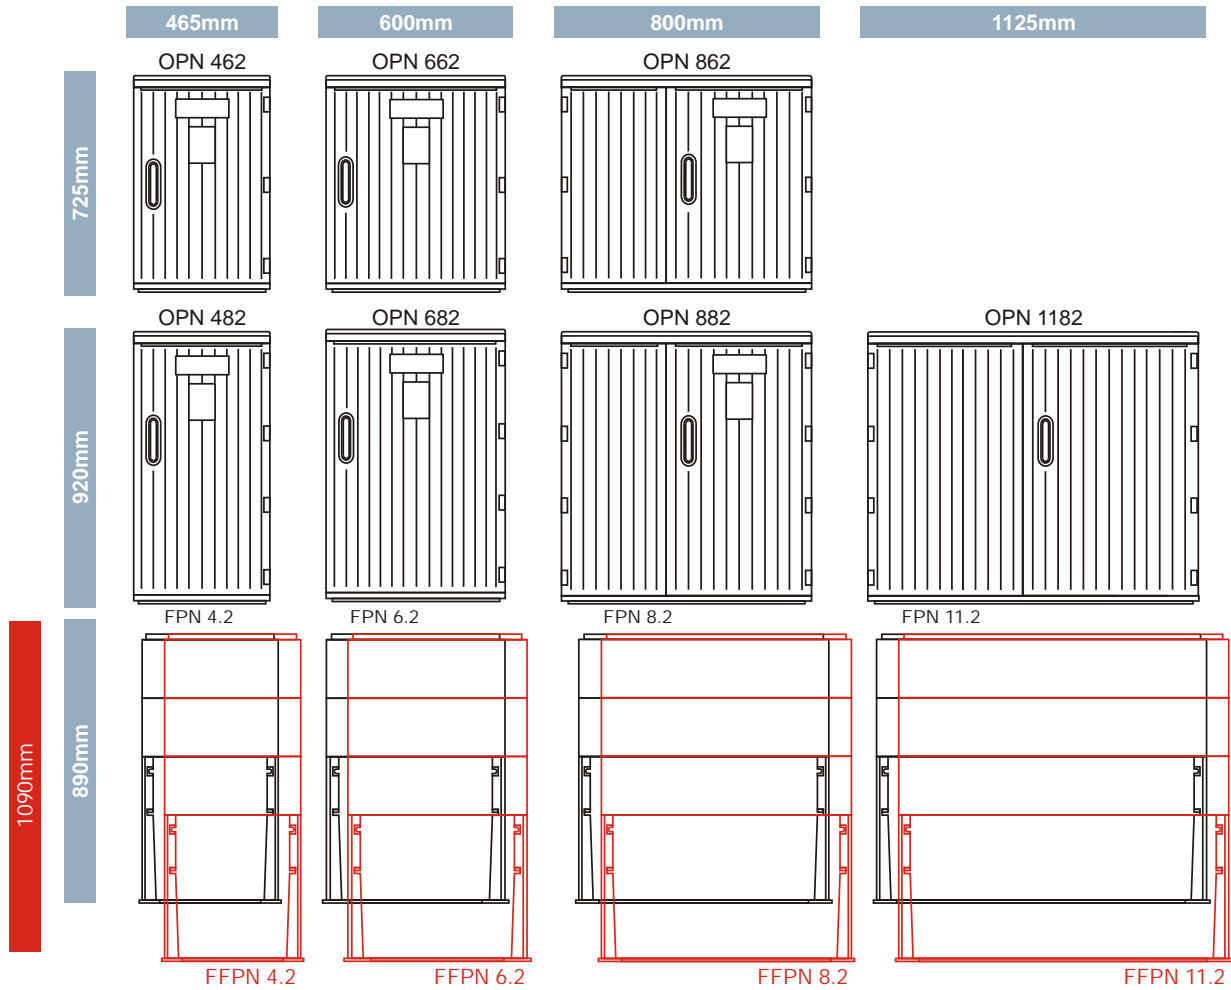 465mm 600mm 800mm 1125mm
OPN 462 OPN 662 OPN 862
725mm
OPN 482 OPN 682 OPN 882 OPN 1182
920mm
FPN 4.2 FPN 6.2 FPN 8.2 FPN 11.2
890mm
1090mm
FFPN 4.2 FFPN 6.2 FFPN 8.2 FFPN 11.2